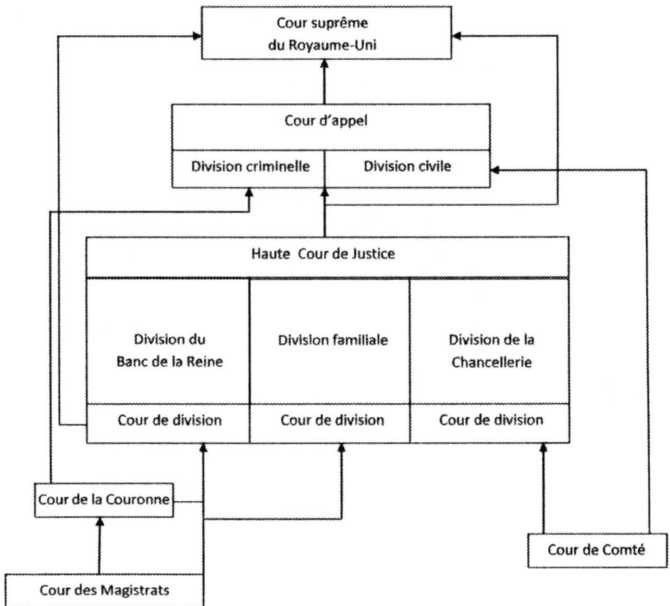 Cour suprême
du Royaume-Uni
Cour d'appel
Division criminelle
Division civile
Haute Cour de Justice
Division du
Banc de la Reine
Division familiale
Division de la
Chancellerie
Cour de division
Cour de division
Cour de division
Cour de la Couronne
Cour de Comté
Cour des Magistrats